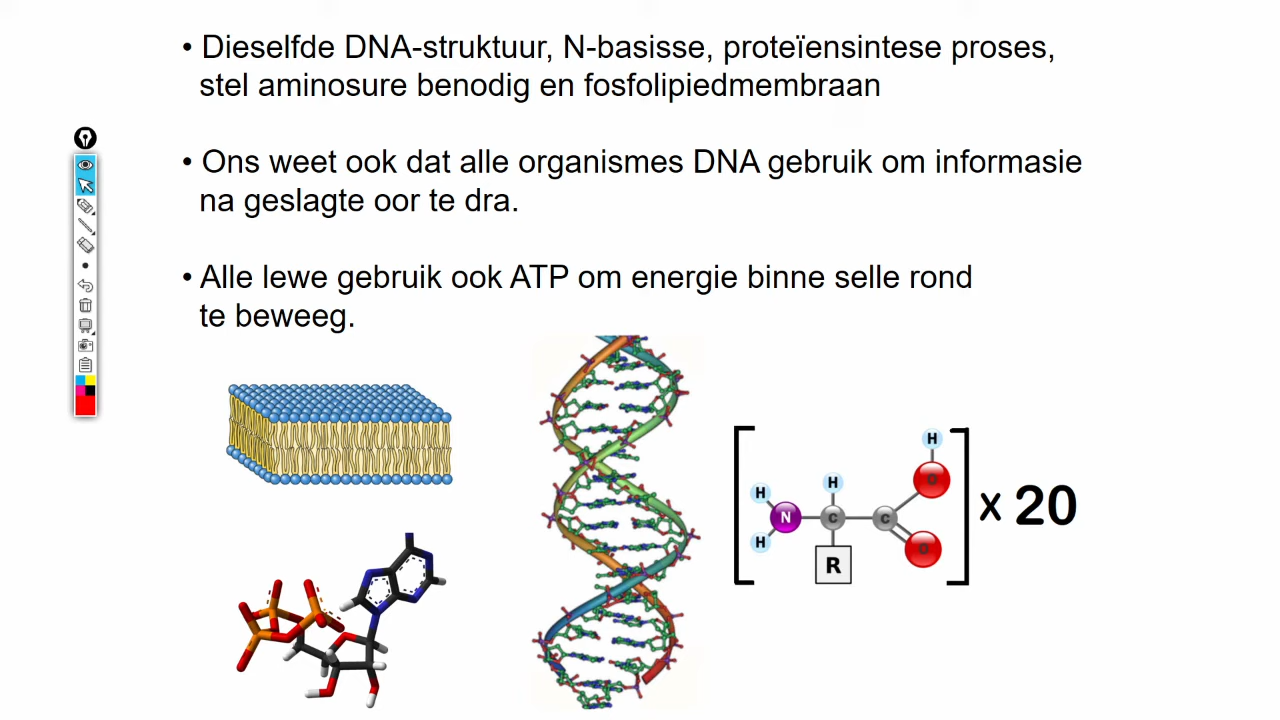 • Dieselfde DNA-struktuur, N-basisse, proteïensintese proses,
stel aminosure benodig en fosfolipiedmembraan
• Ons weet ook dat alle organismes DNA gebruik om informasie
na geslagte oor te dra.
• Alle lewe gebruik ook ATP om energie binne selle rond
te beweeg.
H
H
H
O
N
C
C
x 20
H
O
R